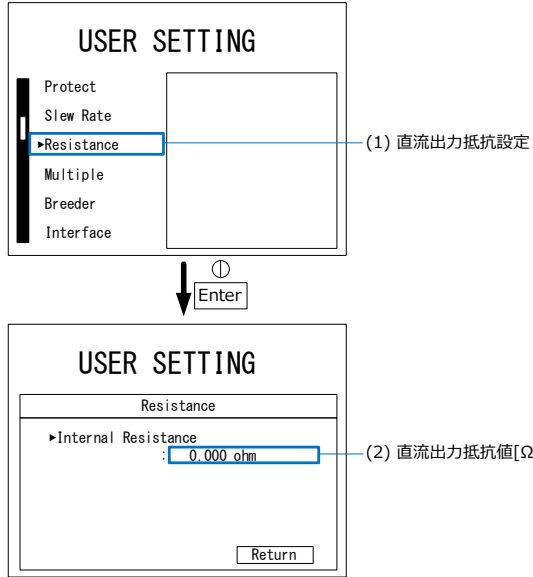 USER SETTING
Protect
Slew Rate
▶Resistance
(1) 直流出力抵抗設定
Multiple
Breeder
Interface
Enter
USER SETTING
Resistance
▶Internal Resistance
: 0.000 ohm
(2) 直流出力抵抗値[Ω
Return